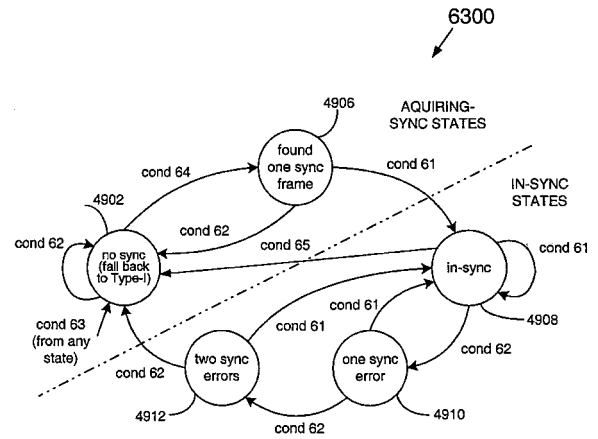 6300
4906
AQUIRING-
SYNC STATES
found
one sync
frame
cond 64
cond 61
IN-SYNC
STATES
4902
cond 62
cond 62
cond 65
cond 61
no sync
(fall back
to Type-I)
in-sync
cond 63
(from any
state)
cond 61
cond 61
4908
cond 62
cond 62
two sync
errors
one sync
error
4912
cond 62
4910